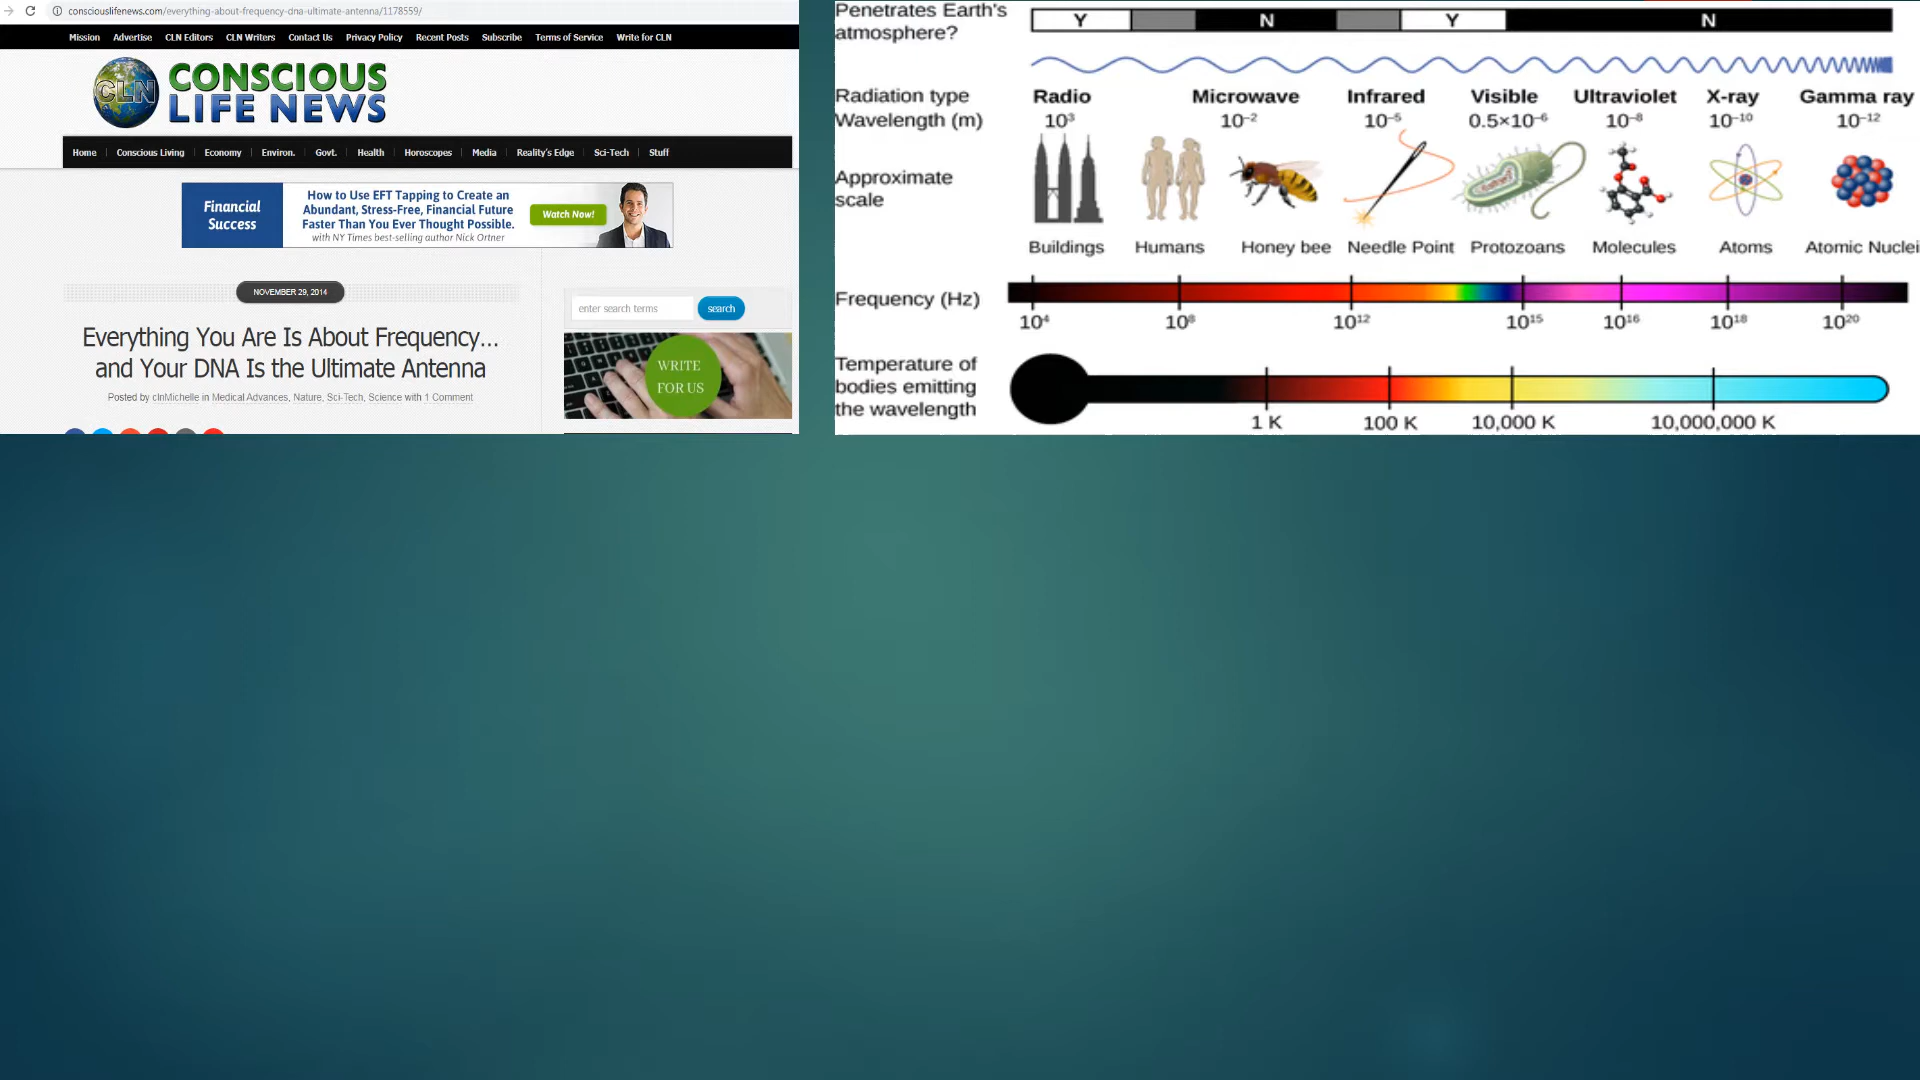 consciouslifenews.com/everything-about-frequency-dna-ultimate-antenna/1178559/
Mission Advertise CLN Editors CLN Writers Contact Us Privacy Policy Recent Posts Subscribe Terms of Service Write for CLN
CLN CONSCIOUS
LIFE NEWS
Home Conscious Living Economy Environ. Govt. Health Horoscopes Media Reality's Edge Sci-Tech Stuff
Financial
Success
How to Use EFT Tapping to Create an
Abundant, Stress-Free, Financial Future
Faster Than You Ever Thought Possible.
with NY Times best-selling author Nick Ortner
Watch Now!
NOVEMBER 29, 2014
Everything You Are Is About Frequency…
and Your DNA Is the Ultimate Antenna
Posted by clnMichelle in Medical Advances, Nature, Sci-Tech, Science with 1 Comment
enter search terms search
WRITE
FOR US
Penetrates Earth's
atmosphere?
Y N Y N
Radiation type Radio Microwave Infrared Visible Ultraviolet X-ray Gamma ray
Wavelength (m) 10³ 10⁻² 10⁻⁵ 0.5×10⁻⁶ 10⁻⁸ 10⁻¹⁰ 10⁻¹²
Approximate
scale
Buildings Humans Honey bee Needle Point Protozoans Molecules Atoms Atomic Nuclei
Frequency (Hz)
10⁴ 10⁸ 10¹² 10¹⁵ 10¹⁶ 10¹⁸ 10²⁰
Temperature of
bodies emitting
the wavelength
1 K 100 K 10,000 K 10,000,000 K